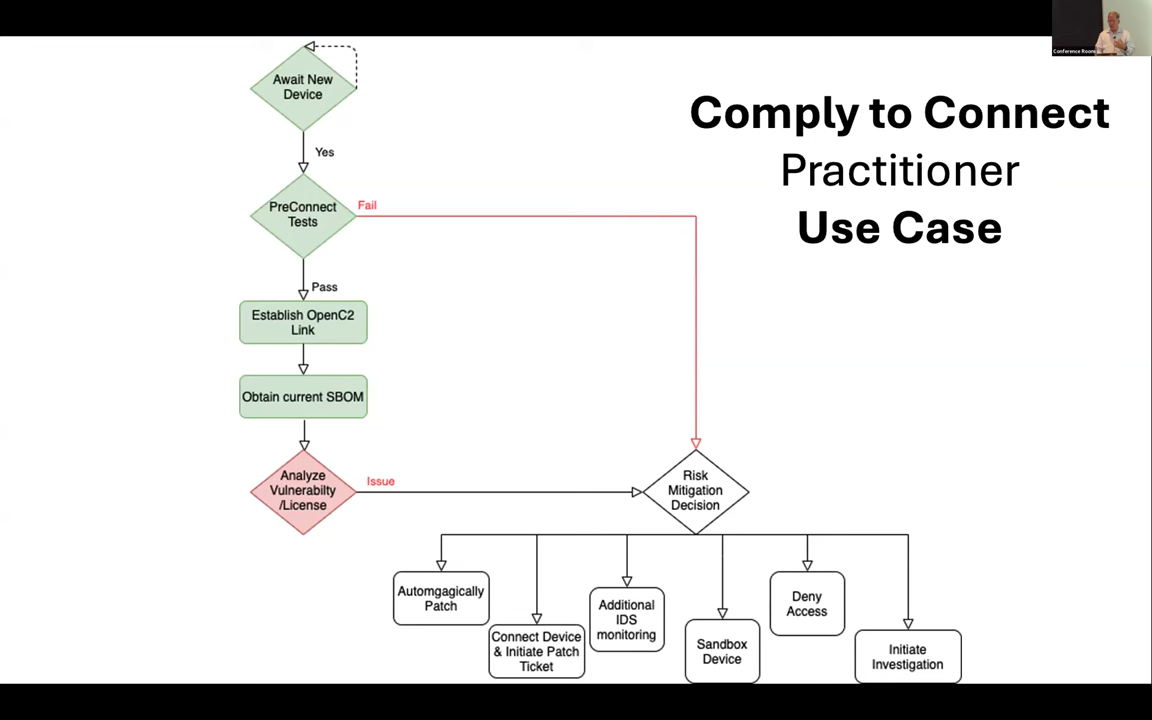 Conference Room
Comply to Connect
Practitioner
Use Case
Await New
Device
Yes
PreConnect
Tests
Fail
Pass
Establish OpenC2
Link
Obtain current SBOM
Analyze
Vulnerabilty
/License
Issue
Risk
Mitigation
Decision
Automgagically
Patch
Connect Device
& Initiate Patch
Ticket
Additional
IDS
monitoring
Sandbox
Device
Deny
Access
Initiate
Investigation